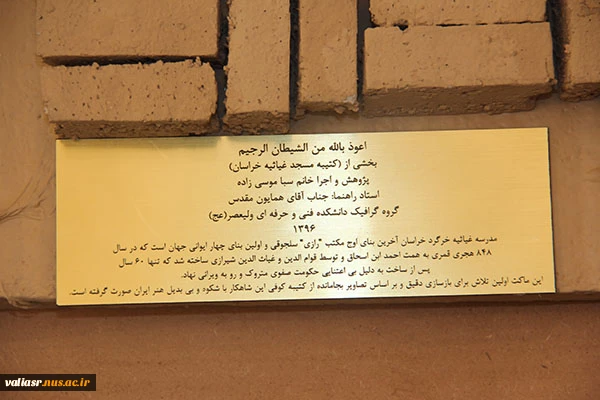 اعوذ بالله من الشیطان الرجیم
بخشی از (کتیبه مسجد غیاثیه خراسان)
پژوهش و اجرا خانم سبا موسی زاده
استاد راهنما: جناب آقای همایون مقدس
گروه گرافیک دانشکده فنی و حرفه ای ولیعصر(عج)
۱۳۹۶
مدرسه غیاثیه خرگرد خراسان آخرین بنای اوج مکتب "رازی" سلجوقی و اولین بنای چهار ایوانی جهان است که در سال
۸۴۸ هجری قمری به همت احمد ابن اسحاق و توسط قوام الدین و غیاث الدین شیرازی ساخته شد که تنها ۶۰ سال
پس از ساخت به دلیل بی اعتنایی حکومت صفوی متروک و رو به ویرانی نهاد.
این ماکت اولین تلاش برای بازسازی دقیق و بر اساس تصاویر بجامانده از کتیبه کوفی این شاهکار با شکوه و بی بدیل هنر ایران صورت گرفته است.
valiasr.nus.ac.ir